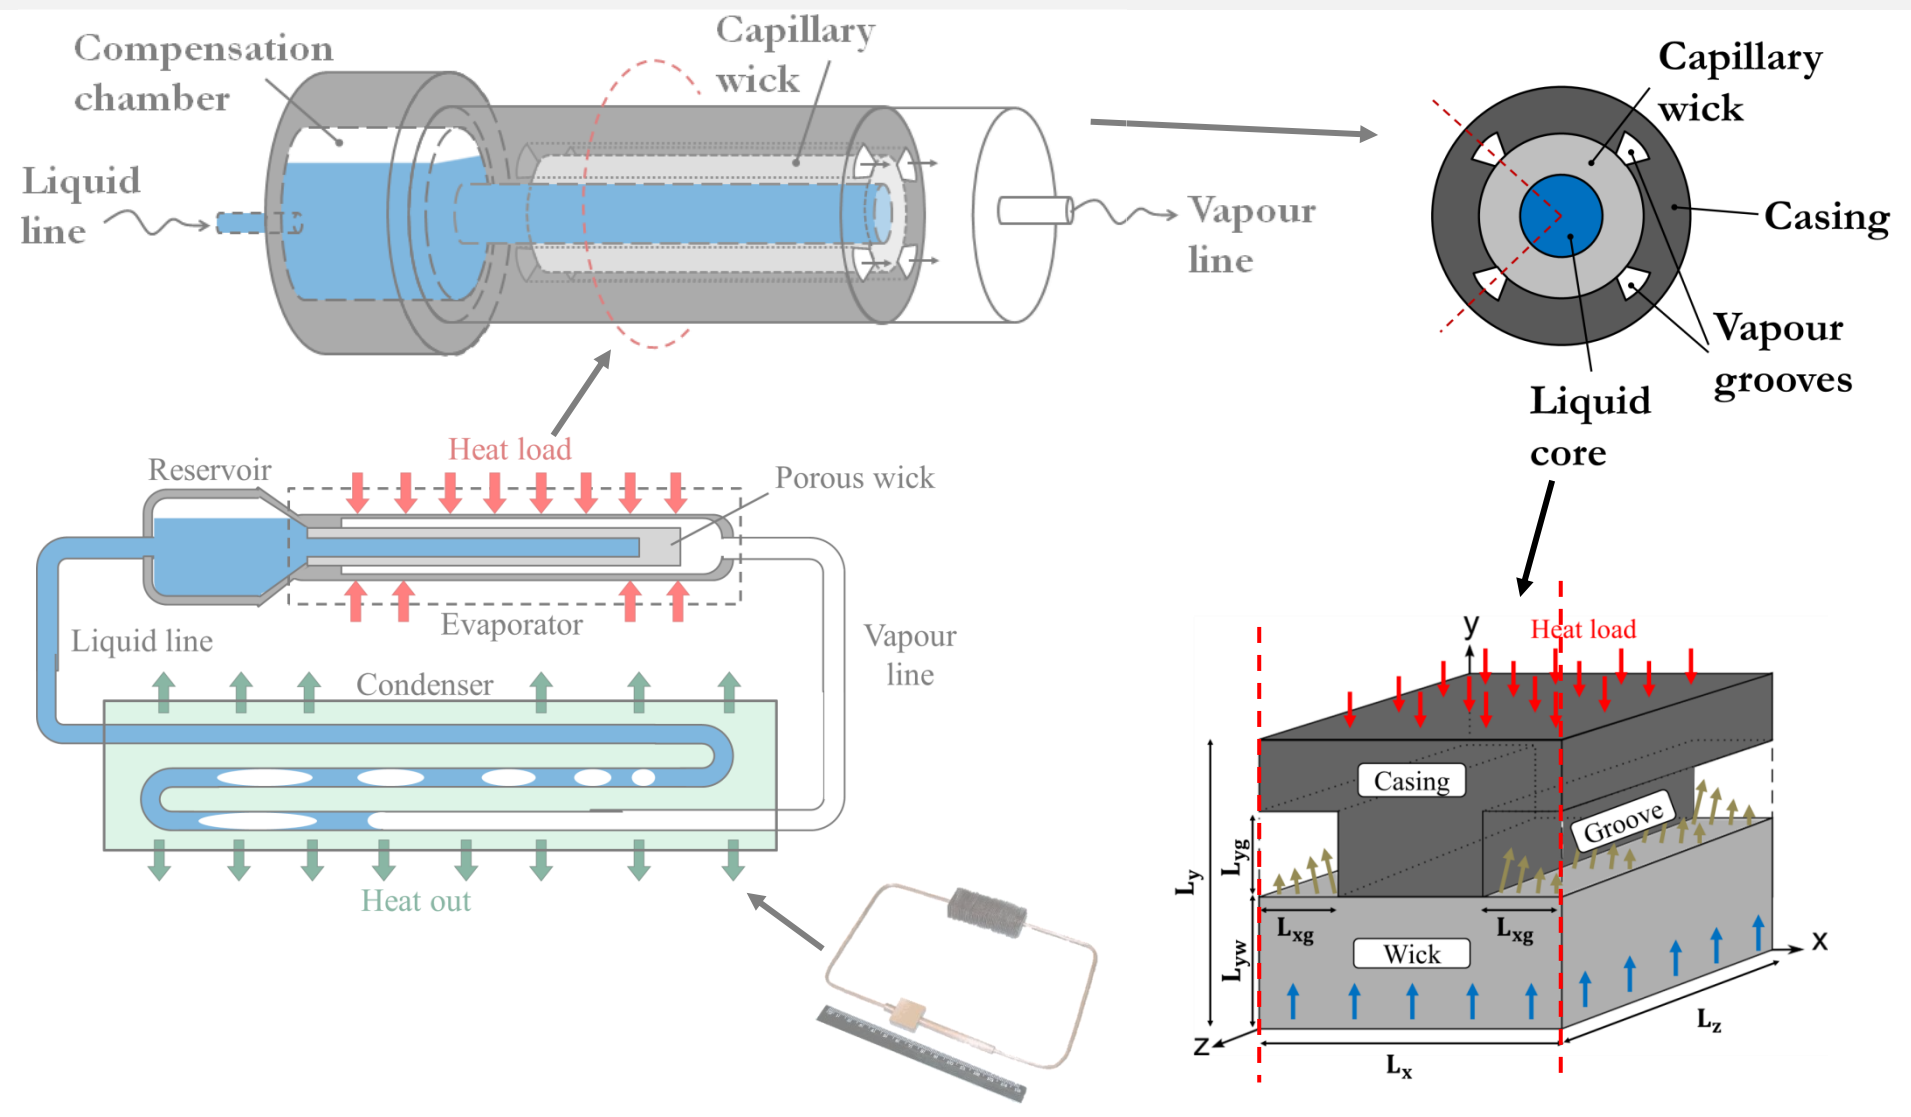 Compensation
chamber
Capillary
wick
Liquid
line
Vapour
line
Capillary
wick
Casing
Vapour
grooves
Liquid
core
Heat load
Reservoir
Porous wick
Evaporator
Liquid line
Vapour
line
Condenser
Heat out
y
Heat load
Casing
Groove
Lyg
Ly
Lxg
Lxg
Lyw
Wick
x
Lz
z
Lx